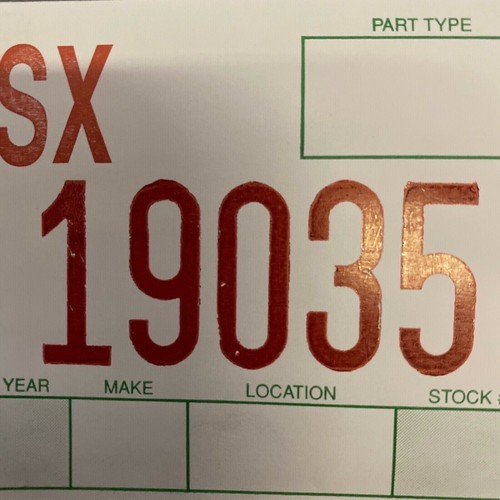 PART TYPE
SX
19035
YEAR MAKE LOCATION STOCK #